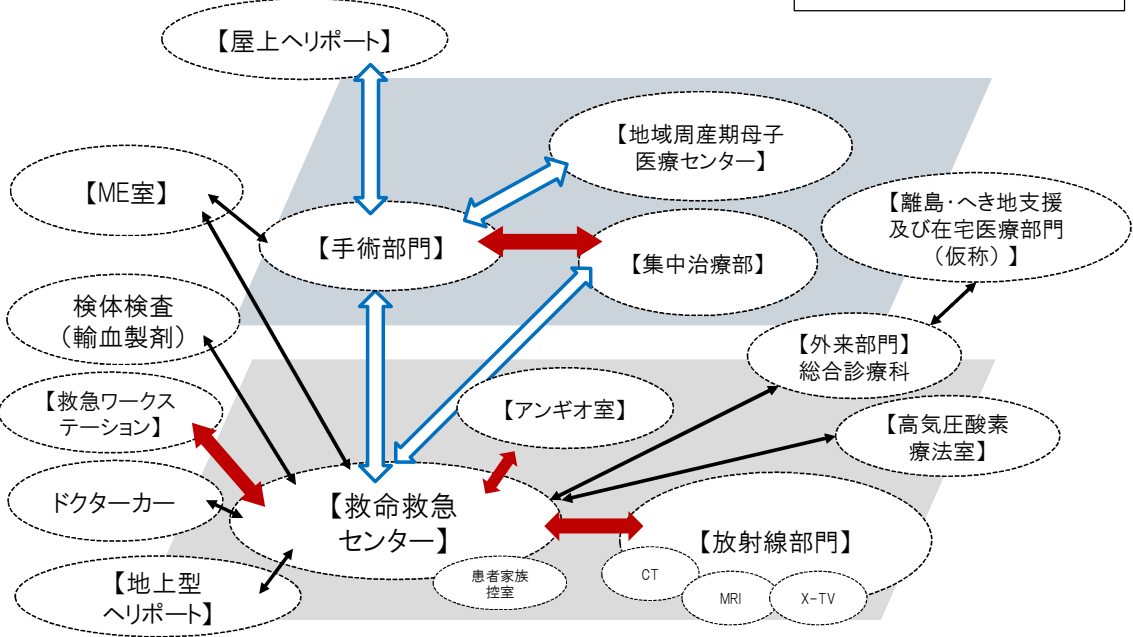 【屋上ヘリポート】
【地域周産期母子
医療センター】
【ME室】
【離島・へき地支援
及び在宅医療部門
（仮称）】
【手術部門】
【集中治療部】
検体検査
（輸血製剤）
【外来部門】
総合診療科
【救急ワークス
テーション】
【アンギオ室】
【高気圧酸素
療法室】
ドクターカー
【救命救急
センター】
【放射線部門】
患者家族
控室
CT
MRI
X-TV
【地上型
ヘリポート】